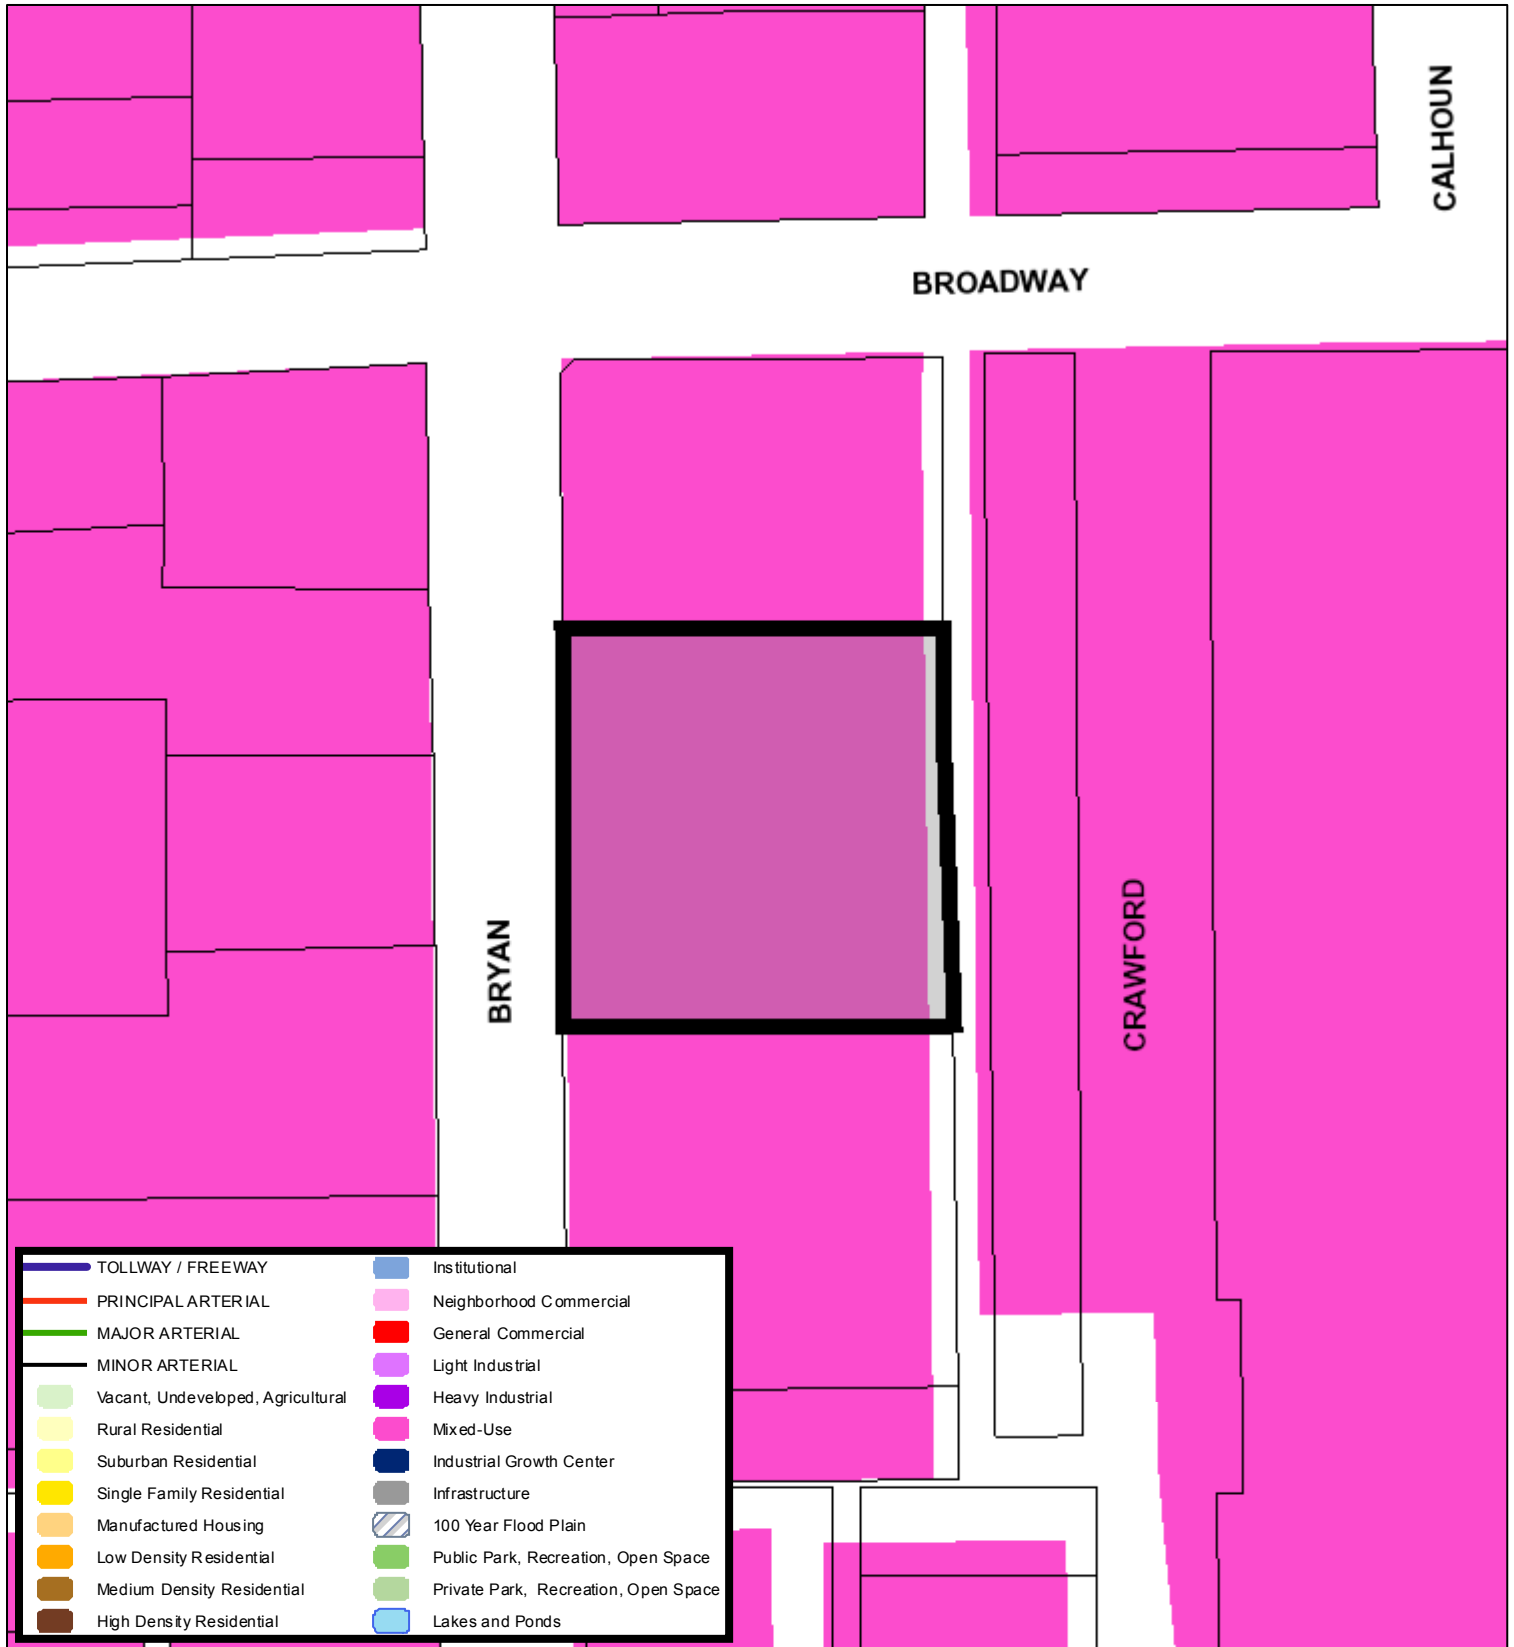 CALHOUN
BROADWAY
BRYAN
CRAWFORD
TOLLWAY / FREEWAY
PRINCIPAL ARTERIAL
MAJOR ARTERIAL
MINOR ARTERIAL
Vacant, Undeveloped, Agricultural
Rural Residential
Suburban Residential
Single Family Residential
Manufactured Housing
Low Density Residential
Medium Density Residential
High Density Residential
Institutional
Neighborhood Commercial
General Commercial
Light Industrial
Heavy Industrial
Mixed-Use
Industrial Growth Center
Infrastructure
100 Year Flood Plain
Public Park, Recreation, Open Space
Private Park, Recreation, Open Space
Lakes and Ponds